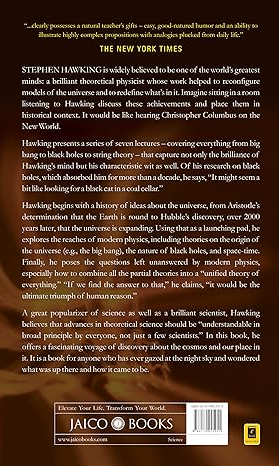 "...clearly possesses a natural teacher's gifts – easy, good-natured humor and an ability to
illustrate highly complex propositions with analogies plucked from daily life."
THE NEW YORK TIMES
STEPHEN HAWKING is widely believed to be one of the world's greatest
minds: a brilliant theoretical physicist whose work helped to reconfigure
models of the universe and to redefine what's in it. Imagine sitting in a room
listening to Hawking discuss these achievements and place them in
historical context. It would be like hearing Christopher Columbus on the
New World.
Hawking presents a series of seven lectures – covering everything from big
bang to black holes to string theory – that capture not only the brilliance of
Hawking's mind but his characteristic wit as well. Of his research on black
holes, which absorbed him for more than a decade, he says, "It might seem a
bit like looking for a black cat in a coal cellar."
Hawking begins with a history of ideas about the universe, from Aristotle's
determination that the Earth is round to Hubble's discovery, over 2000
years later, that the universe is expanding. Using that as a launching pad, he
explores the reaches of modern physics, including theories on the origin of
the universe (e.g., the big bang), the nature of black holes, and space-time.
Finally, he poses the questions left unanswered by modern physics,
especially how to combine all the partial theories into a "unified theory of
everything." "If we find the answer to that," he claims, "it would be the
ultimate triumph of human reason."
A great popularizer of science as well as a brilliant scientist, Hawking
believes that advances in theoretical science should be "understandable in
broad principle by everyone, not just a few scientists." In this book, he
offers a fascinating voyage of discovery about the cosmos and our place in
it. It is a book for anyone who has ever gazed at the night sky and wondered
what was up there and how it came to be.
Elevate Your Life. Transform Your World.
JAICO BOOKS
www.jaicobooks.com
Science